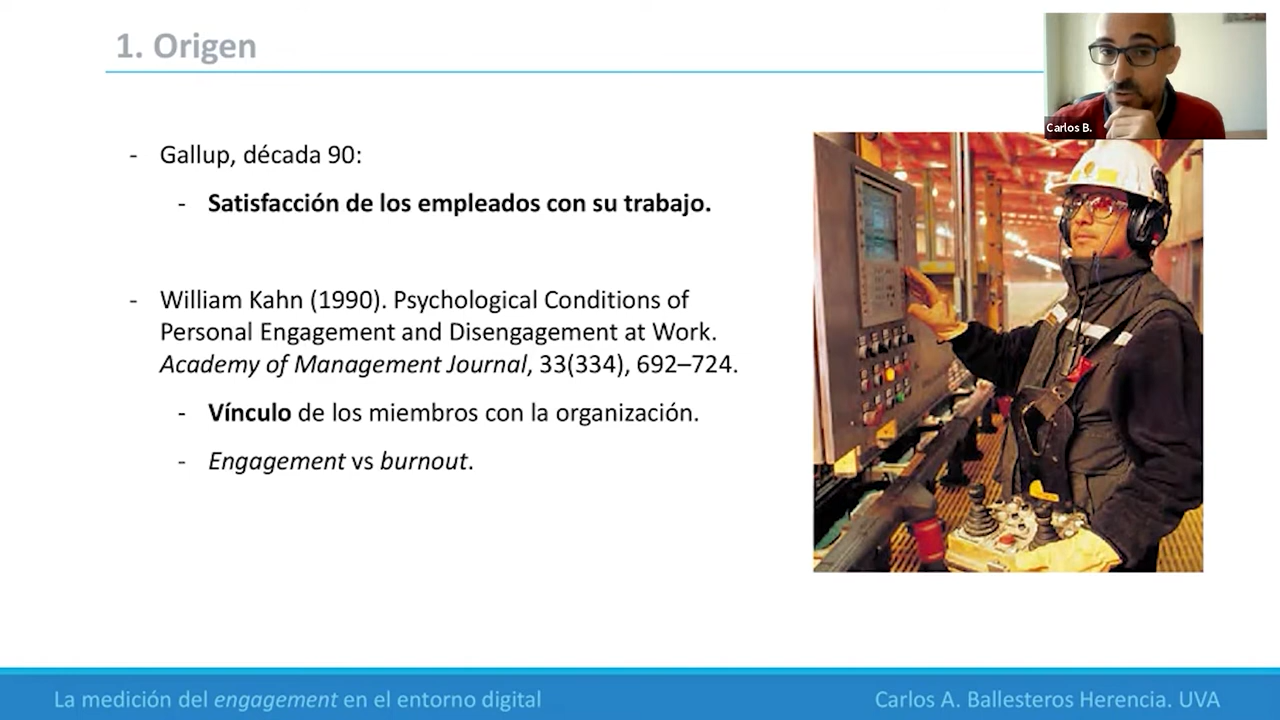 1. Origen
Carlos B.
- Gallup, década 90:
- Satisfacción de los empleados con su trabajo.
- William Kahn (1990). Psychological Conditions of
Personal Engagement and Disengagement at Work.
Academy of Management Journal, 33(334), 692–724.
- Vínculo de los miembros con la organización.
- Engagement vs burnout.
La medición del engagement en el entorno digital
Carlos A. Ballesteros Herencia. UVA